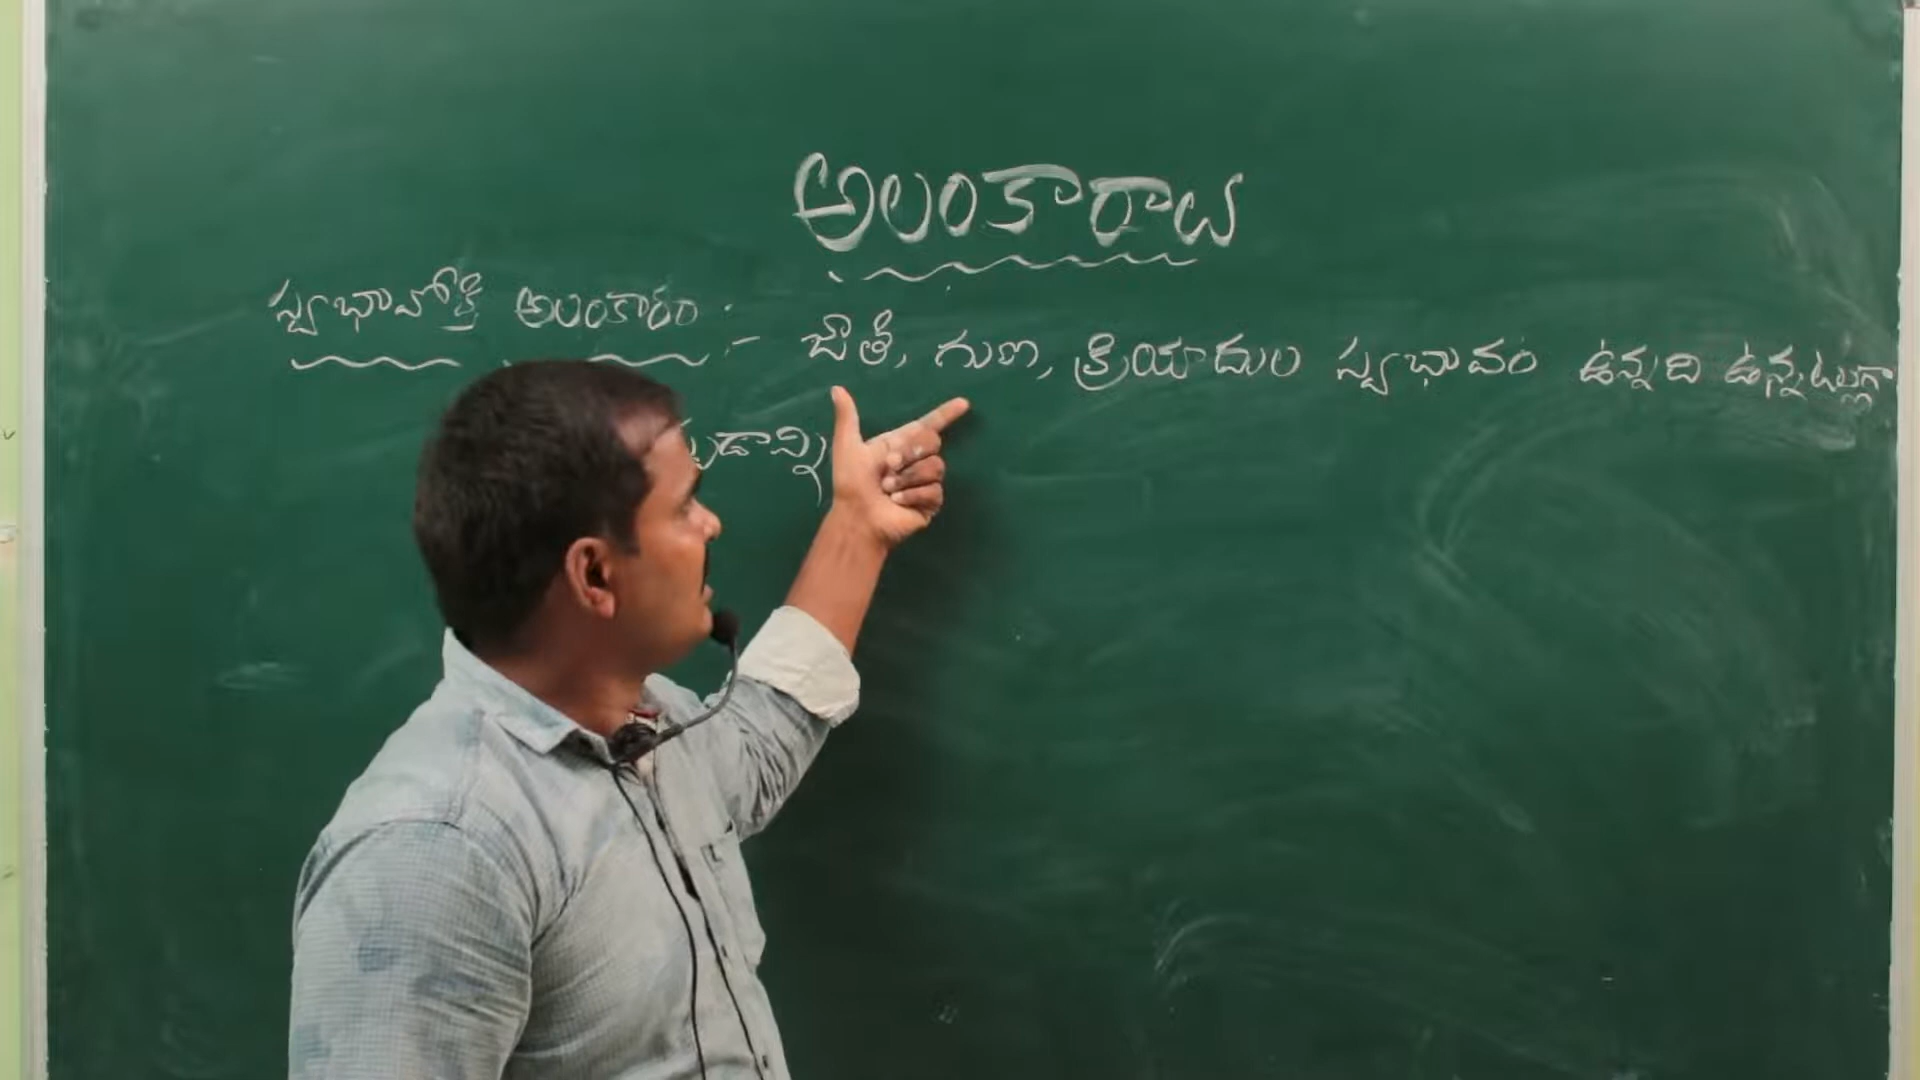 అలంకారాలు
స్వభావోక్తి అలంకారం :- జాతి, గుణ, క్రియాదుల స్వభావం ఉన్నది ఉన్నట్లుగా